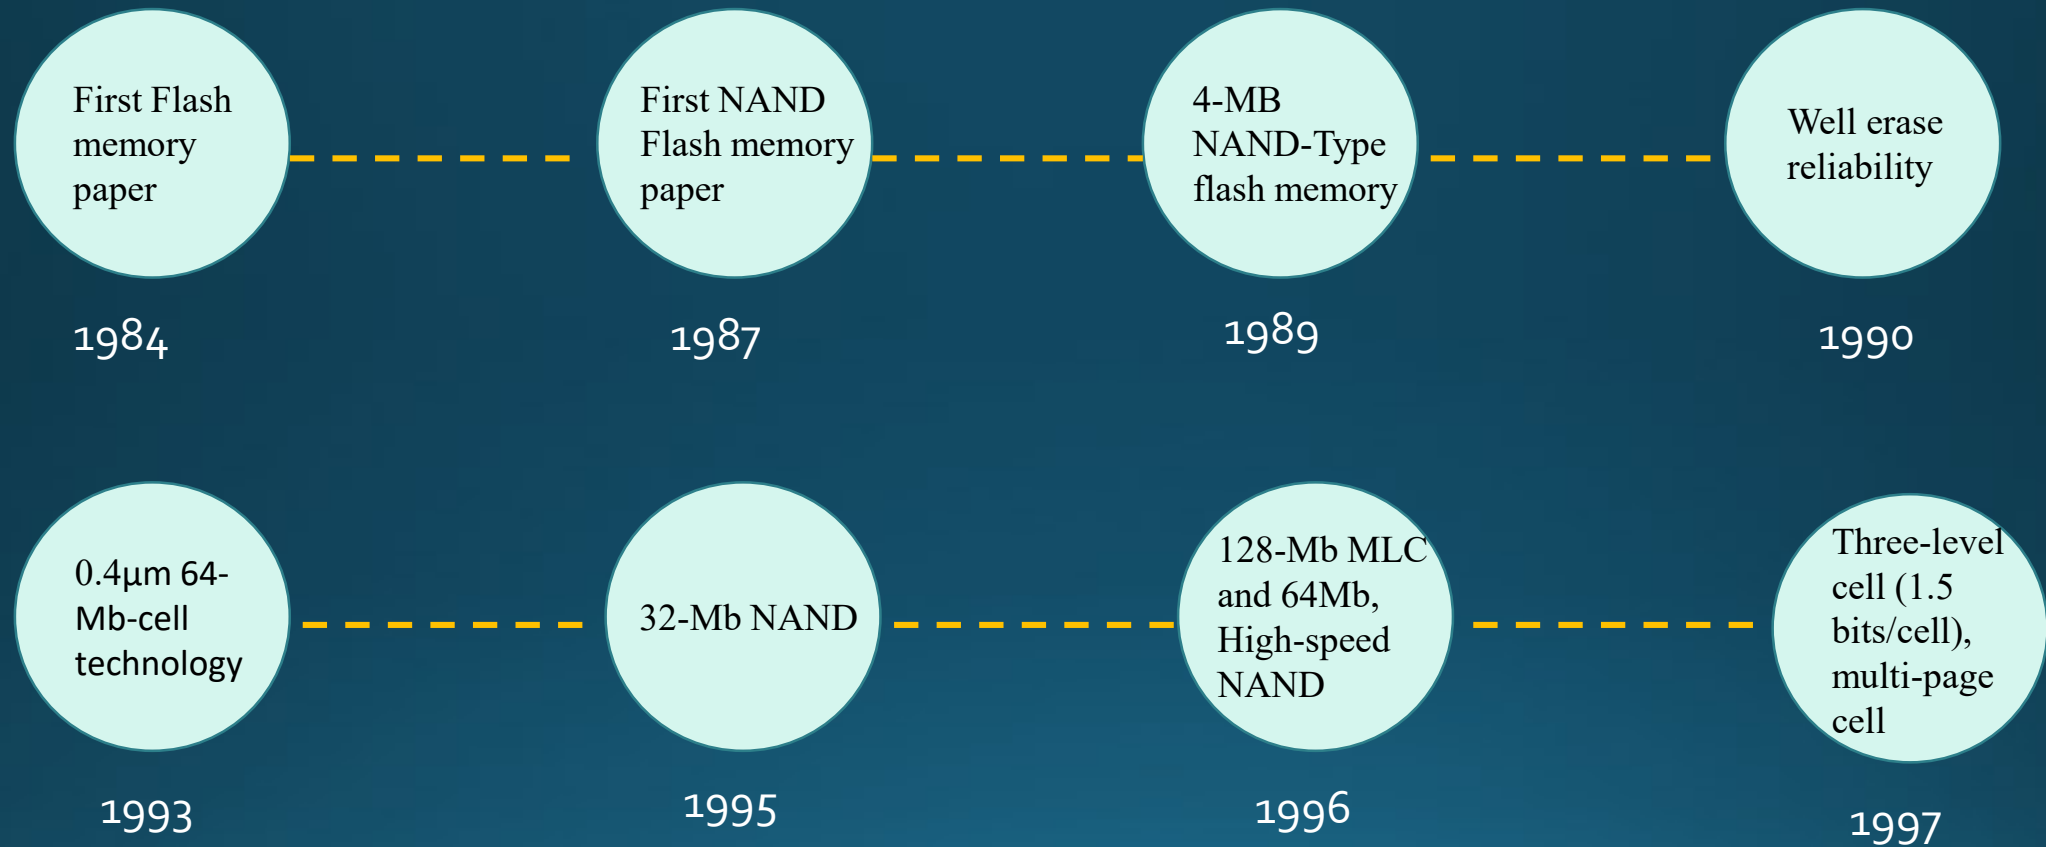 First Flash
memory
paper
1984
First NAND
Flash memory
paper
1987
4-MB
NAND-Type
flash memory
1989
Well erase
reliability
1990
0.4μm 64-
Mb-cell
technology
1993
32-Mb NAND
1995
128-Mb MLC
and 64Mb,
High-speed
NAND
1996
Three-level
cell (1.5
bits/cell),
multi-page
cell
1997